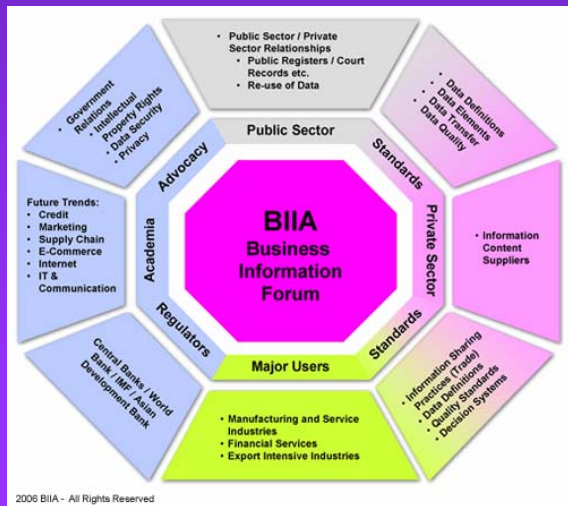 • Public Sector / Private
Sector Relationships
• Public Registers / Court
Records etc.
• Re-use of Data
Public Sector
• Government
Relations
• Intellectual
Property Rights
• Data Security
• Privacy
Advocacy
• Data Definitions
• Data Elements
• Data Transfer
• Data Quality
Standards
Future Trends:
• Credit
• Marketing
• Supply Chain
• E-Commerce
• Internet
• IT &
Communication
Academia
BIIA
Business
Information
Forum
Private Sector
• Information
Content
Suppliers
Regulators
Central Banks / World
Bank / IMF / Asian
Development Bank
Major Users
• Manufacturing and Service
Industries
• Financial Services
• Export Intensive Industries
Standards
• Information Sharing
Practices (Trade)
• Data Definitions
• Quality Standards
• Decision Systems
2006 BIIA - All Rights Reserved